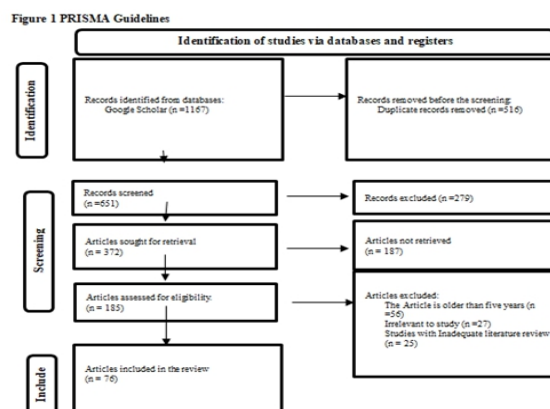 Figure 1 PRISMA Guidelines
Identification of studies via databases and registers
Identification
Records identified from databases:
Google Scholar (n =1167)
Records removed before the screening:
Duplicate records removed (n =516)
Screening
Records screened
(n =651)
Records excluded (n =279)
Articles sought for retrieval
(n = 372)
Articles not retrieved
(n = 187)
Articles assessed for eligibility.
(n = 185)
Articles excluded:
The Article is older than five years (n
=56)
Irrelevant to study (n =27)
Studies with Inadequate literature review
(n = 25)
Include
Articles included in the review
(n = 76)